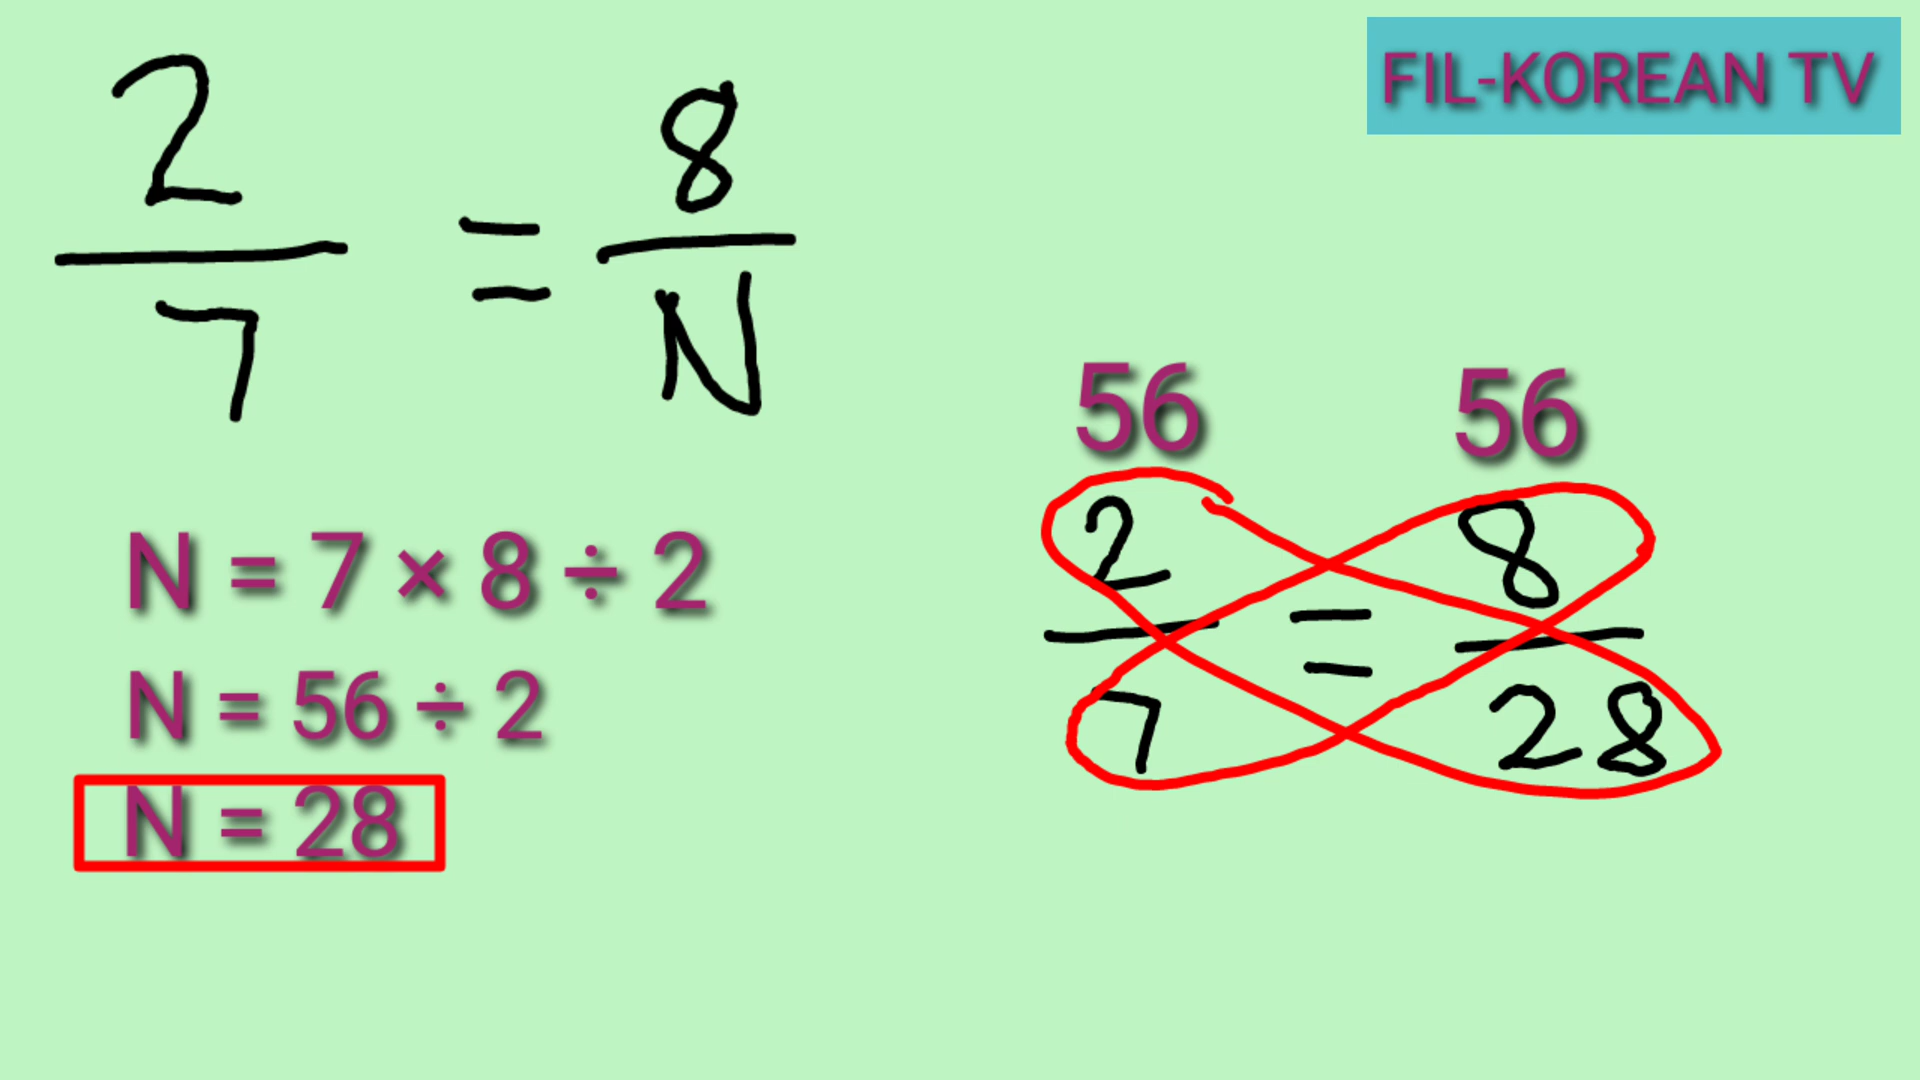 FIL-KOREAN TV
2 8
=
7 N
N = 7 × 8 ÷ 2
N = 56 ÷ 2
N = 28
56 56
2 8
=
7 28